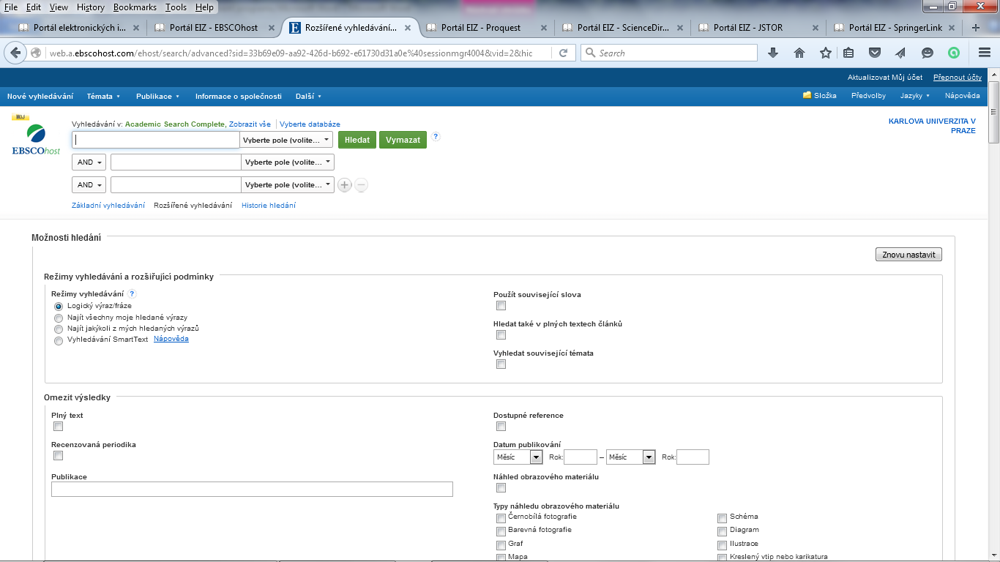 File Edit View History Bookmarks Tools Help
Portál elektronických i... Portál EIZ - EBSCOhost Rozšířené vyhledávání... Portál EIZ - Proquest Portál EIZ - ScienceDir... Portál EIZ - JSTOR Portál EIZ - SpringerLink
web.a.ebscohost.com/ehost/search/advanced?sid=33b69e09-aa92-426d-b692-e61730d31a0e%40sessionmgr4004&vid=2&hic Search
Aktualizovat Můj účet Přepnout účty
Nové vyhledávání Témata Publikace Informace o společnosti Další Složka Předvolby Jazyky Nápověda
MŮJ
EBSCOhost
Vyhledávání v: Academic Search Complete, Zobrazit vše Vyberte databáze
KARLOVA UNIVERZITA V
PRAZE
Vyberte pole (volite... Hledat Vymazat ?
AND Vyberte pole (volite...
AND Vyberte pole (volite...
Základní vyhledávání Rozšířené vyhledávání Historie hledání
Možnosti hledání
Znovu nastavit
Režimy vyhledávání a rozšiřující podmínky
Režimy vyhledávání ?
Logický výraz/fráze
Najít všechny moje hledané výrazy
Najít jakýkoli z mých hledaných výrazů
Vyhledávání SmartText Nápověda
Použít související slova
Hledat také v plných textech článků
Vyhledat související témata
Omezit výsledky
Plný text
Recenzovaná periodika
Publikace
Dostupné reference
Datum publikování
Měsíc Rok: – Měsíc Rok:
Náhled obrazového materiálu
Typy náhledu obrazového materiálu
Černobílá fotografie Schéma
Barevná fotografie Diagram
Graf Ilustrace
Mapa Kreslený vtip nebo karikatura